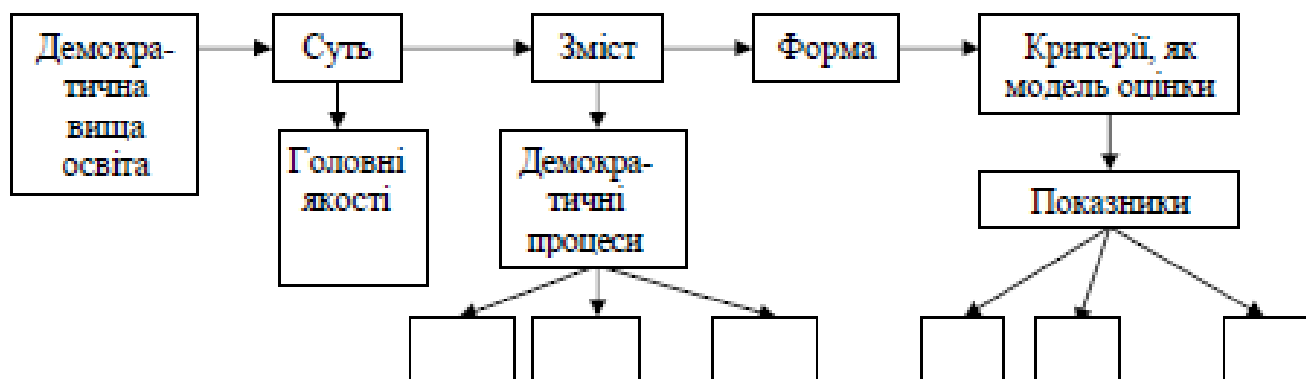 Демокра-
тична
вища
освіта
Суть
Зміст
Форма
Критерії, як
модель оцінки
Головні
якості
Демокра-
тичні
процеси
Показники